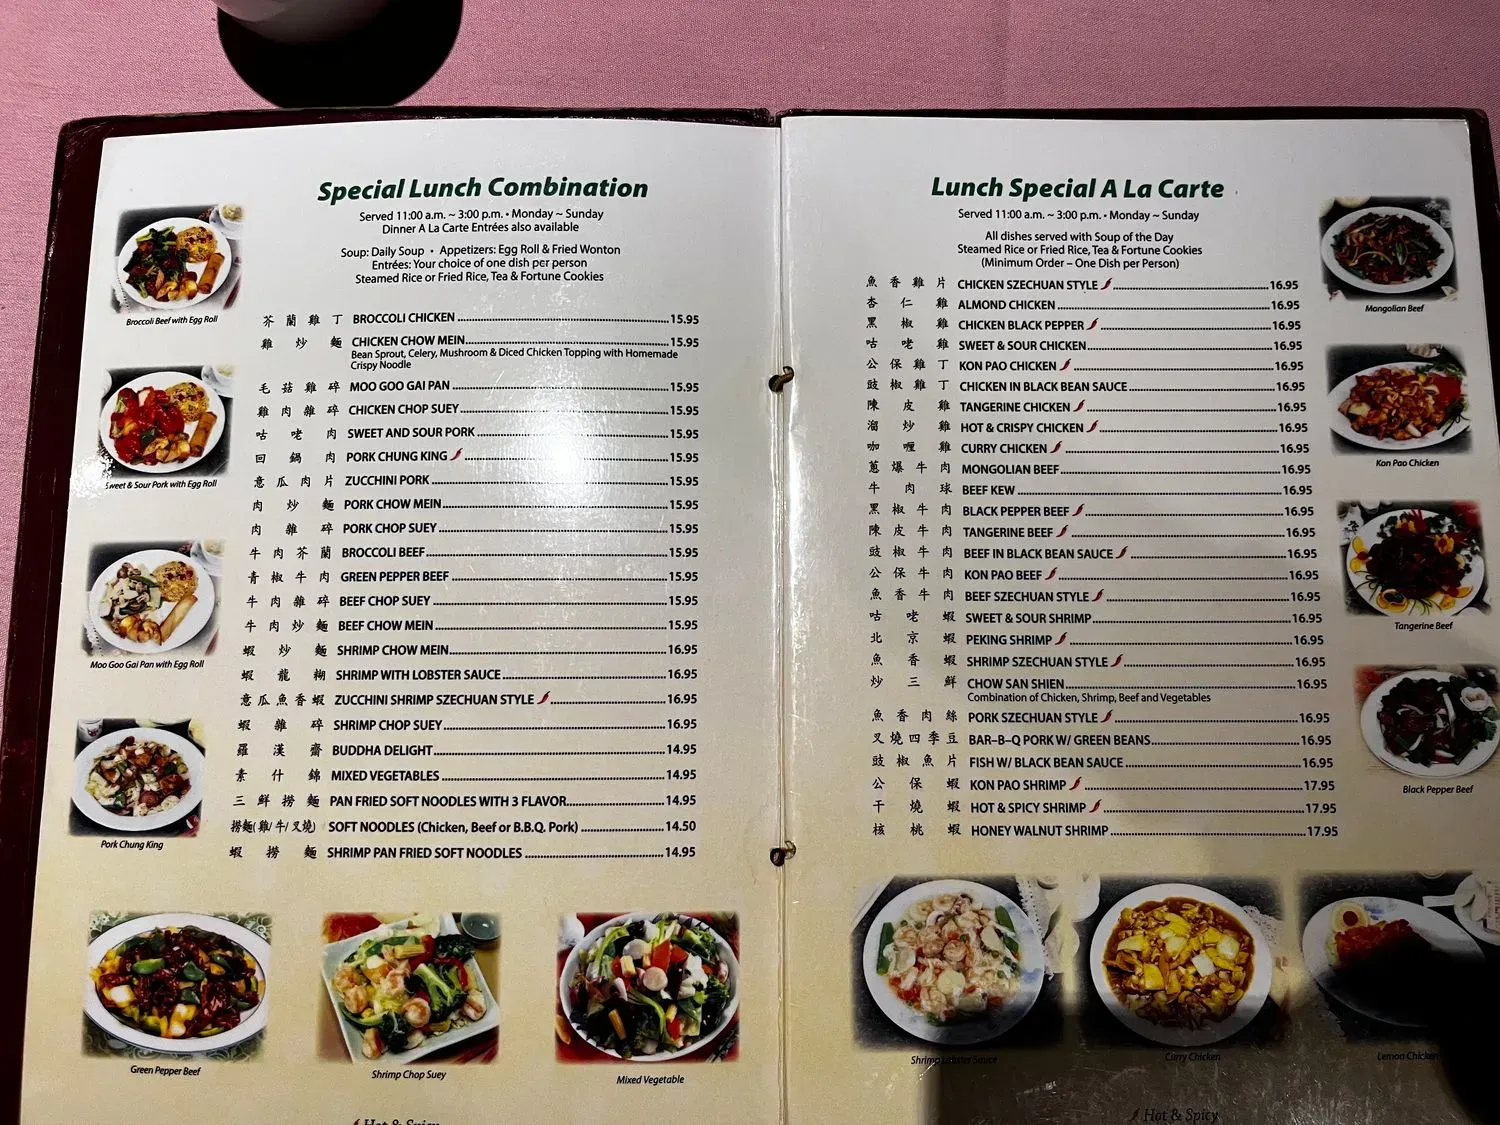 Special Lunch Combination
Served 11:00 a.m. ~ 3:00 p.m. • Monday ~ Sunday
Dinner A La Carte Entrées also available
Soup: Daily Soup • Appetizers: Egg Roll & Fried Wonton
Entrées: Your choice of one dish per person
Steamed Rice or Fried Rice, Tea & Fortune Cookies
芥蘭雞丁 BROCCOLI CHICKEN 15.95
雞炒麵 CHICKEN CHOW MEIN 15.95
Bean Sprout, Celery, Mushroom & Diced Chicken Topping with Homemade
Crispy Noodle
毛菇雞碎 MOO GOO GAI PAN 15.95
雞肉雜碎 CHICKEN CHOP SUEY 15.95
咕咾肉 SWEET AND SOUR PORK 15.95
回鍋肉 PORK CHUNG KING 15.95
意瓜肉片 ZUCCHINI PORK 15.95
肉炒麵 PORK CHOW MEIN 15.95
肉雜碎 PORK CHOP SUEY 15.95
牛肉芥蘭 BROCCOLI BEEF 15.95
青椒牛肉 GREEN PEPPER BEEF 15.95
牛肉雜碎 BEEF CHOP SUEY 15.95
牛肉炒麵 BEEF CHOW MEIN 15.95
蝦炒麵 SHRIMP CHOW MEIN 16.95
蝦龍糊 SHRIMP WITH LOBSTER SAUCE 16.95
意瓜魚香蝦 ZUCCHINI SHRIMP SZECHUAN STYLE 16.95
蝦雜碎 SHRIMP CHOP SUEY 16.95
羅漢齋 BUDDHA DELIGHT 14.95
素什錦 MIXED VEGETABLES 14.95
三鮮撈麵 PAN FRIED SOFT NOODLES WITH 3 FLAVOR 14.95
撈麵(雞/牛/叉燒) SOFT NOODLES (Chicken, Beef or B.B.Q. Pork) 14.50
蝦撈麵 SHRIMP PAN FRIED SOFT NOODLES 14.95
Broccoli Beef with Egg Roll
Sweet & Sour Pork with Egg Roll
Moo Goo Gai Pan with Egg Roll
Pork Chung King
Green Pepper Beef
Shrimp Chop Suey
Mixed Vegetable
Hot & Spicy
Lunch Special A La Carte
Served 11:00 a.m. ~ 3:00 p.m. • Monday ~ Sunday
All dishes served with Soup of the Day
Steamed Rice or Fried Rice, Tea & Fortune Cookies
(Minimum Order – One Dish per Person)
魚香雞片 CHICKEN SZECHUAN STYLE 16.95
杏仁雞 ALMOND CHICKEN 16.95
黑椒雞 CHICKEN BLACK PEPPER 16.95
咕咾雞 SWEET & SOUR CHICKEN 16.95
公保雞丁 KON PAO CHICKEN 16.95
豉椒雞丁 CHICKEN IN BLACK BEAN SAUCE 16.95
陳皮雞 TANGERINE CHICKEN 16.95
溜炒雞 HOT & CRISPY CHICKEN 16.95
咖喱雞 CURRY CHICKEN 16.95
蔥爆牛肉 MONGOLIAN BEEF 16.95
牛肉球 BEEF KEW 16.95
黑椒牛肉 BLACK PEPPER BEEF 16.95
陳皮牛肉 TANGERINE BEEF 16.95
豉椒牛肉 BEEF IN BLACK BEAN SAUCE 16.95
公保牛肉 KON PAO BEEF 16.95
魚香牛肉 BEEF SZECHUAN STYLE 16.95
咕咾蝦 SWEET & SOUR SHRIMP 16.95
北京蝦 PEKING SHRIMP 16.95
魚香蝦 SHRIMP SZECHUAN STYLE 16.95
炒三鮮 CHOW SAN SHIEN 16.95
Combination of Chicken, Shrimp, Beef and Vegetables
魚香肉絲 PORK SZECHUAN STYLE 16.95
叉燒四季豆 BAR–B–Q PORK W/ GREEN BEANS 16.95
豉椒魚片 FISH W/ BLACK BEAN SAUCE 16.95
公保蝦 KON PAO SHRIMP 17.95
干燒蝦 HOT & SPICY SHRIMP 17.95
核桃蝦 HONEY WALNUT SHRIMP 17.95
Mongolian Beef
Kon Pao Chicken
Tangerine Beef
Black Pepper Beef
Shrimp Lobster Sauce
Curry Chicken
Lemon Chicken
Hot & Spicy